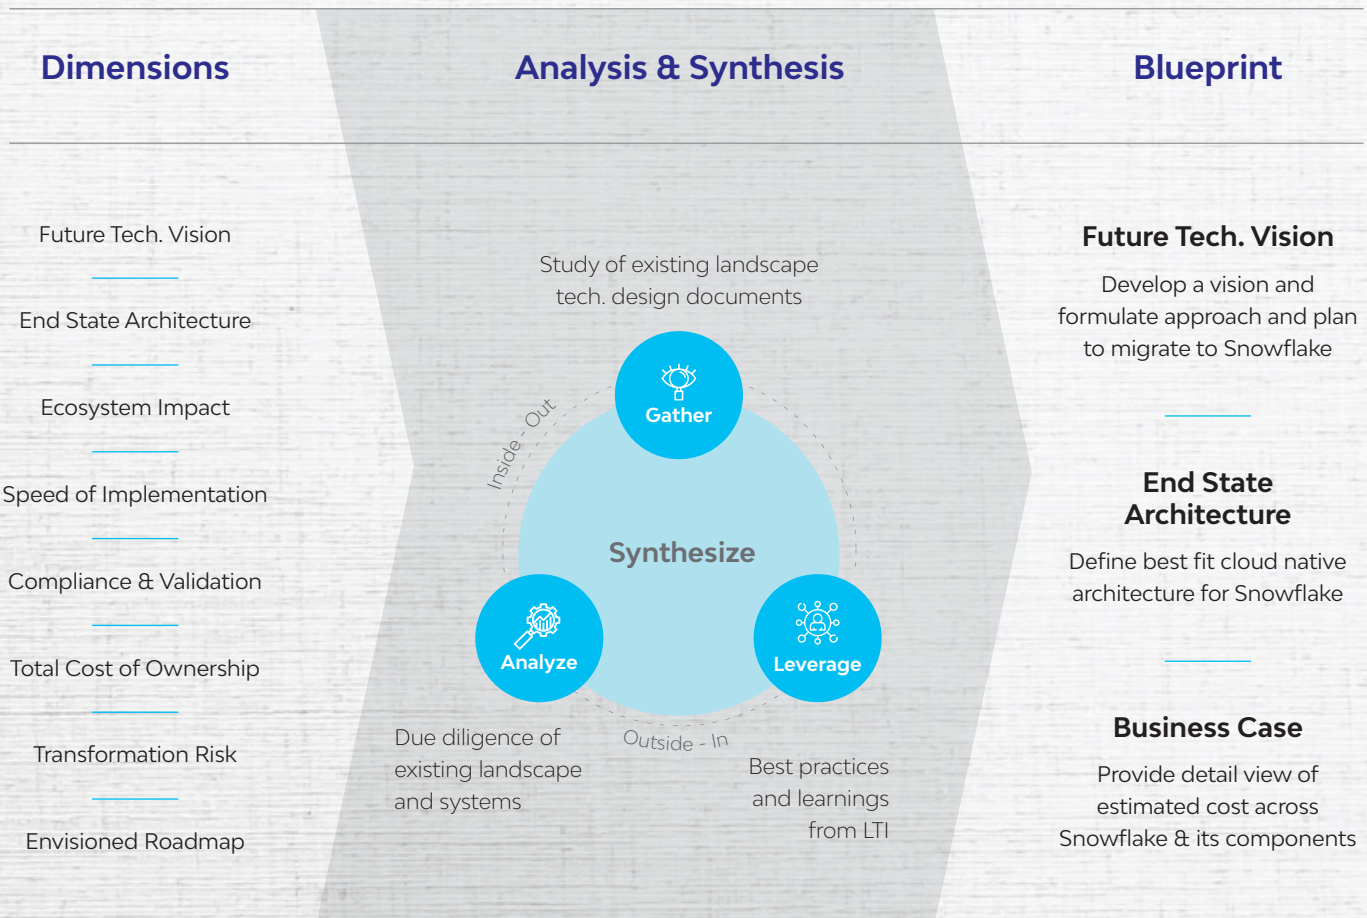 Dimensions
Analysis & Synthesis
Blueprint
Future Tech. Vision
End State Architecture
Ecosystem Impact
Speed of Implementation
Compliance & Validation
Total Cost of Ownership
Transformation Risk
Envisioned Roadmap
Study of existing landscape
tech. design documents
Gather
Inside - Out
Synthesize
Analyze
Leverage
Outside - In
Due diligence of
existing landscape
and systems
Best practices
and learnings
from LTI
Future Tech. Vision
Develop a vision and
formulate approach and plan
to migrate to Snowflake
End State
Architecture
Define best fit cloud native
architecture for Snowflake
Business Case
Provide detail view of
estimated cost across
Snowflake & its components